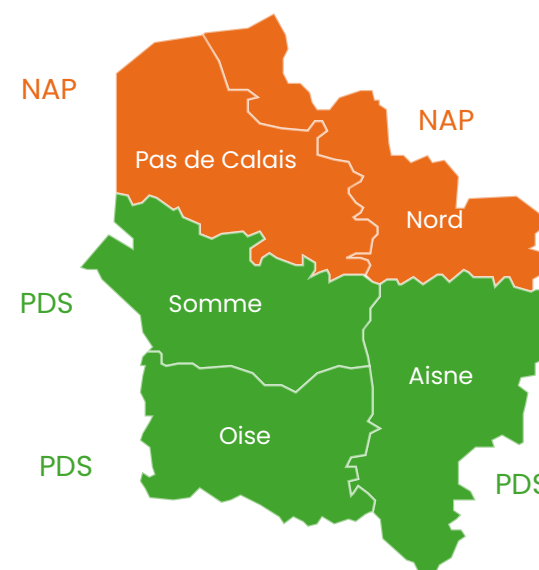 NAP
NAP
Pas de Calais
Nord
PDS
Somme
Aisne
Oise
PDS
PDS